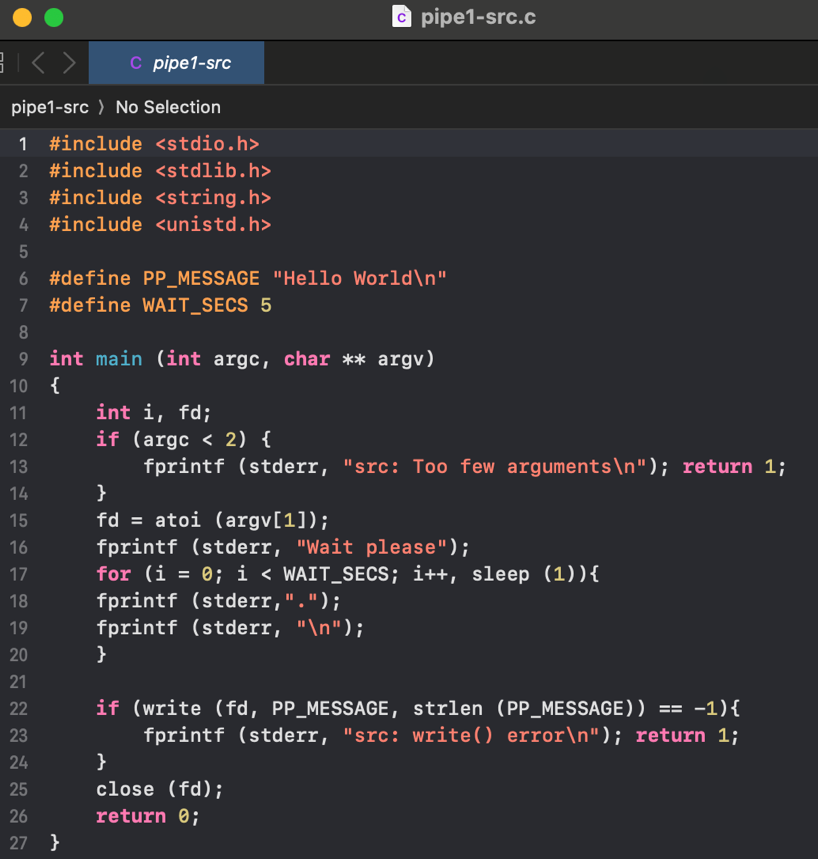 pipe1-src.c
C pipe1-src
pipe1-src 〉 No Selection
1 #include <stdio.h>
2 #include <stdlib.h>
3 #include <string.h>
4 #include <unistd.h>
5
6 #define PP_MESSAGE "Hello World\n"
7 #define WAIT_SECS 5
8
9 int main (int argc, char ** argv)
10 {
11     int i, fd;
12     if (argc < 2) {
13         fprintf (stderr, "src: Too few arguments\n"); return 1;
14     }
15     fd = atoi (argv[1]);
16     fprintf (stderr, "Wait please");
17     for (i = 0; i < WAIT_SECS; i++, sleep (1)){
18     fprintf (stderr,".");
19     fprintf (stderr, "\n");
20     }
21
22     if (write (fd, PP_MESSAGE, strlen (PP_MESSAGE)) == -1){
23         fprintf (stderr, "src: write() error\n"); return 1;
24     }
25     close (fd);
26     return 0;
27 }